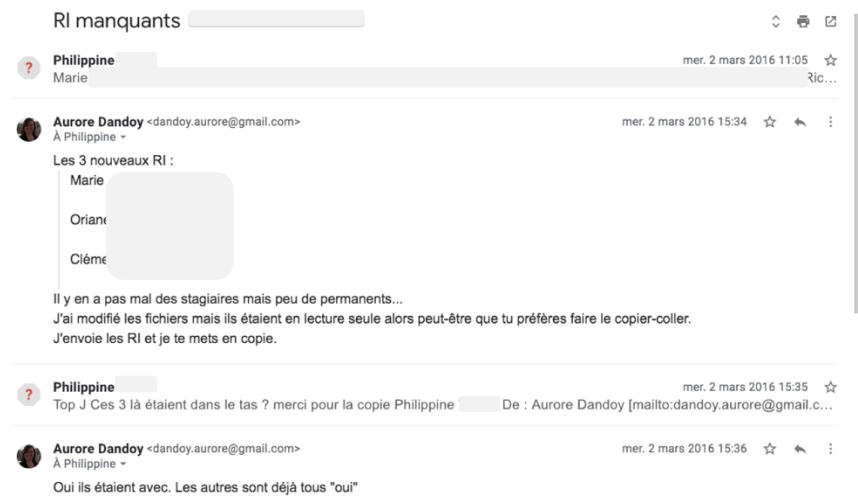 RI manquants
Philippine
mer. 2 mars 2016 11:05
Marie
Ric...
Aurore Dandoy <dandoy.aurore@gmail.com>
mer. 2 mars 2016 15:34
À Philippine
Les 3 nouveaux RI :
Marie
Oriane
Cléme
Il y en a pas mal des stagiaires mais peu de permanents...
J'ai modifié les fichiers mais ils étaient en lecture seule alors peut-être que tu préfères faire le copier-coller.
J'envoie les RI et je te mets en copie.
Philippine
mer. 2 mars 2016 15:35
Top J Ces 3 là étaient dans le tas ? merci pour la copie Philippine De : Aurore Dandoy [mailto:dandoy.aurore@gmail.c...
Aurore Dandoy <dandoy.aurore@gmail.com>
mer. 2 mars 2016 15:36
À Philippine
Oui ils étaient avec. Les autres sont déjà tous "oui"